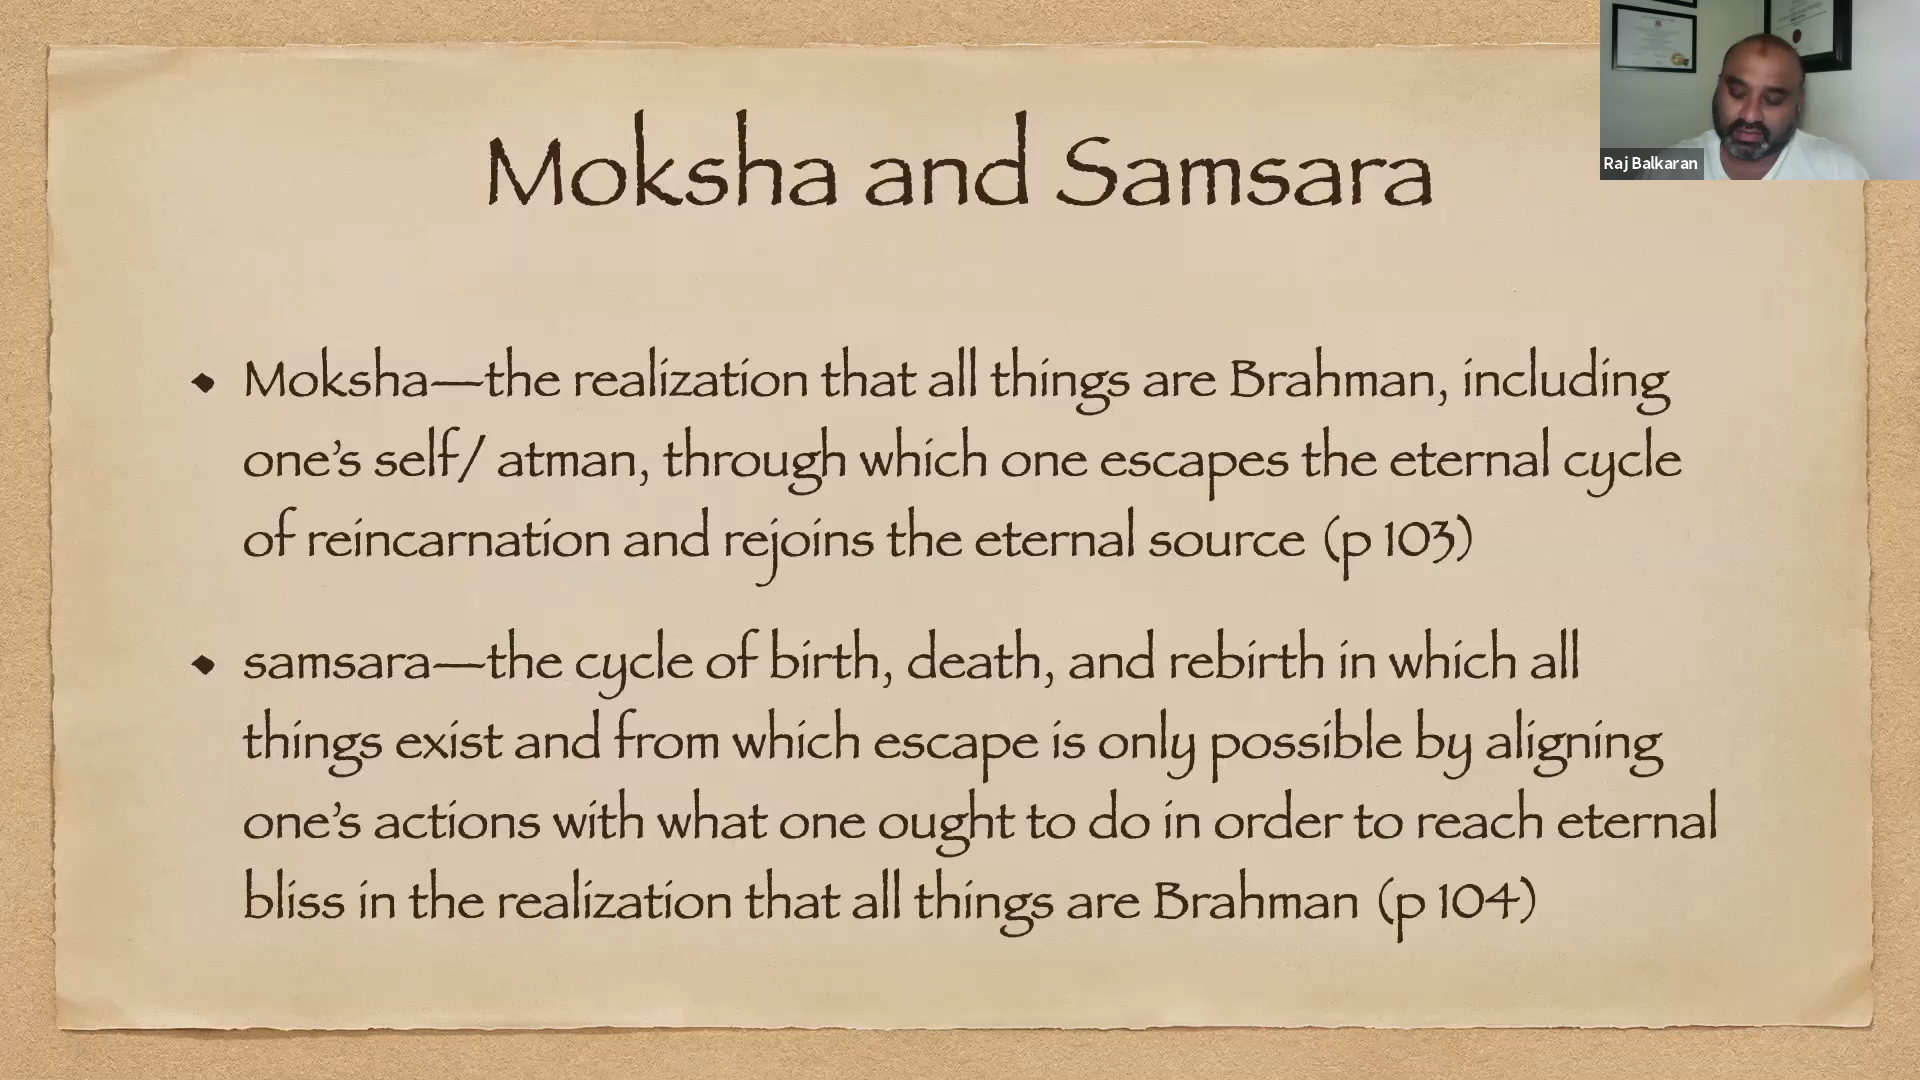 Moksha and Samsara
Raj Balkaran
• Moksha—the realization that all things are Brahman, including
one's self/ atman, through which one escapes the eternal cycle
of reincarnation and rejoins the eternal source (p 103)
• samsara—the cycle of birth, death, and rebirth in which all
things exist and from which escape is only possible by aligning
one's actions with what one ought to do in order to reach eternal
bliss in the realization that all things are Brahman (p 104)